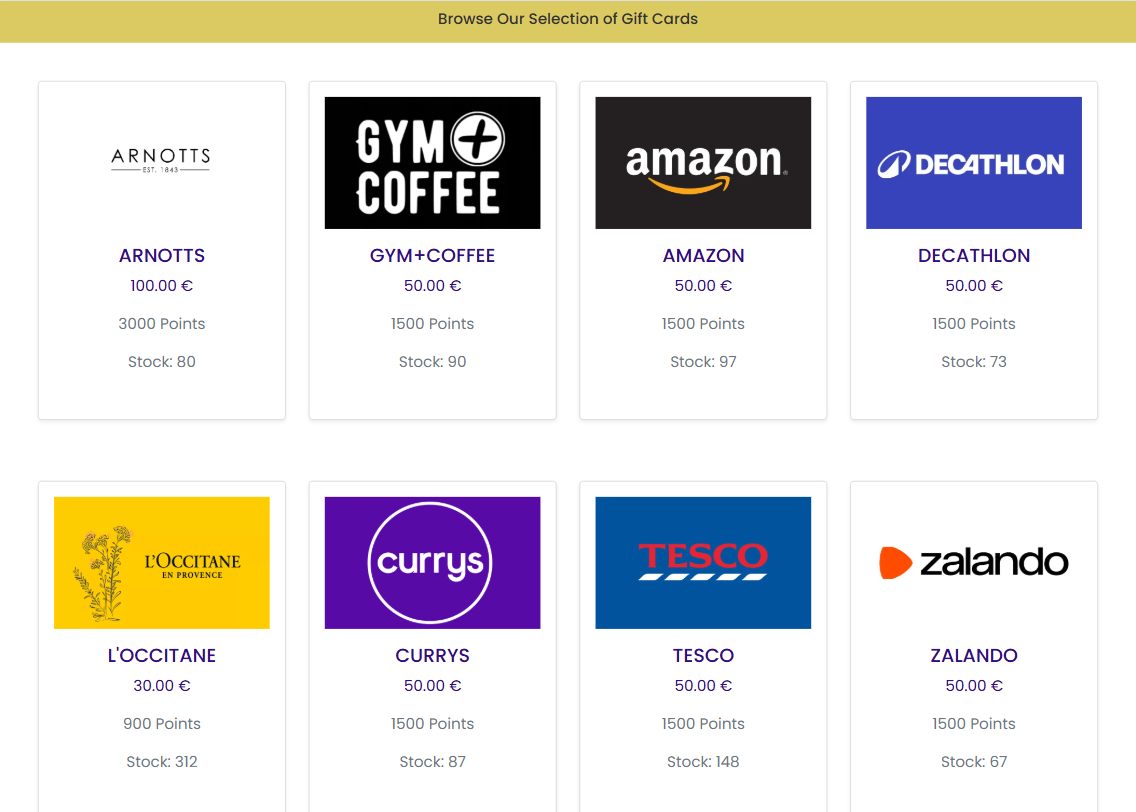 Browse Our Selection of Gift Cards
ARNOTTS
EST. 1843
GYM+
COFFEE
amazon®
DECATHLON
ARNOTTS
GYM+COFFEE
AMAZON
DECATHLON
100.00 €
50.00 €
50.00 €
50.00 €
3000 Points
1500 Points
1500 Points
1500 Points
Stock: 80
Stock: 90
Stock: 97
Stock: 73
L'OCCITANE
EN PROVENCE
currys
TESCO
zalando
L'OCCITANE
CURRYS
TESCO
ZALANDO
30.00 €
50.00 €
50.00 €
50.00 €
900 Points
1500 Points
1500 Points
1500 Points
Stock: 312
Stock: 87
Stock: 148
Stock: 67